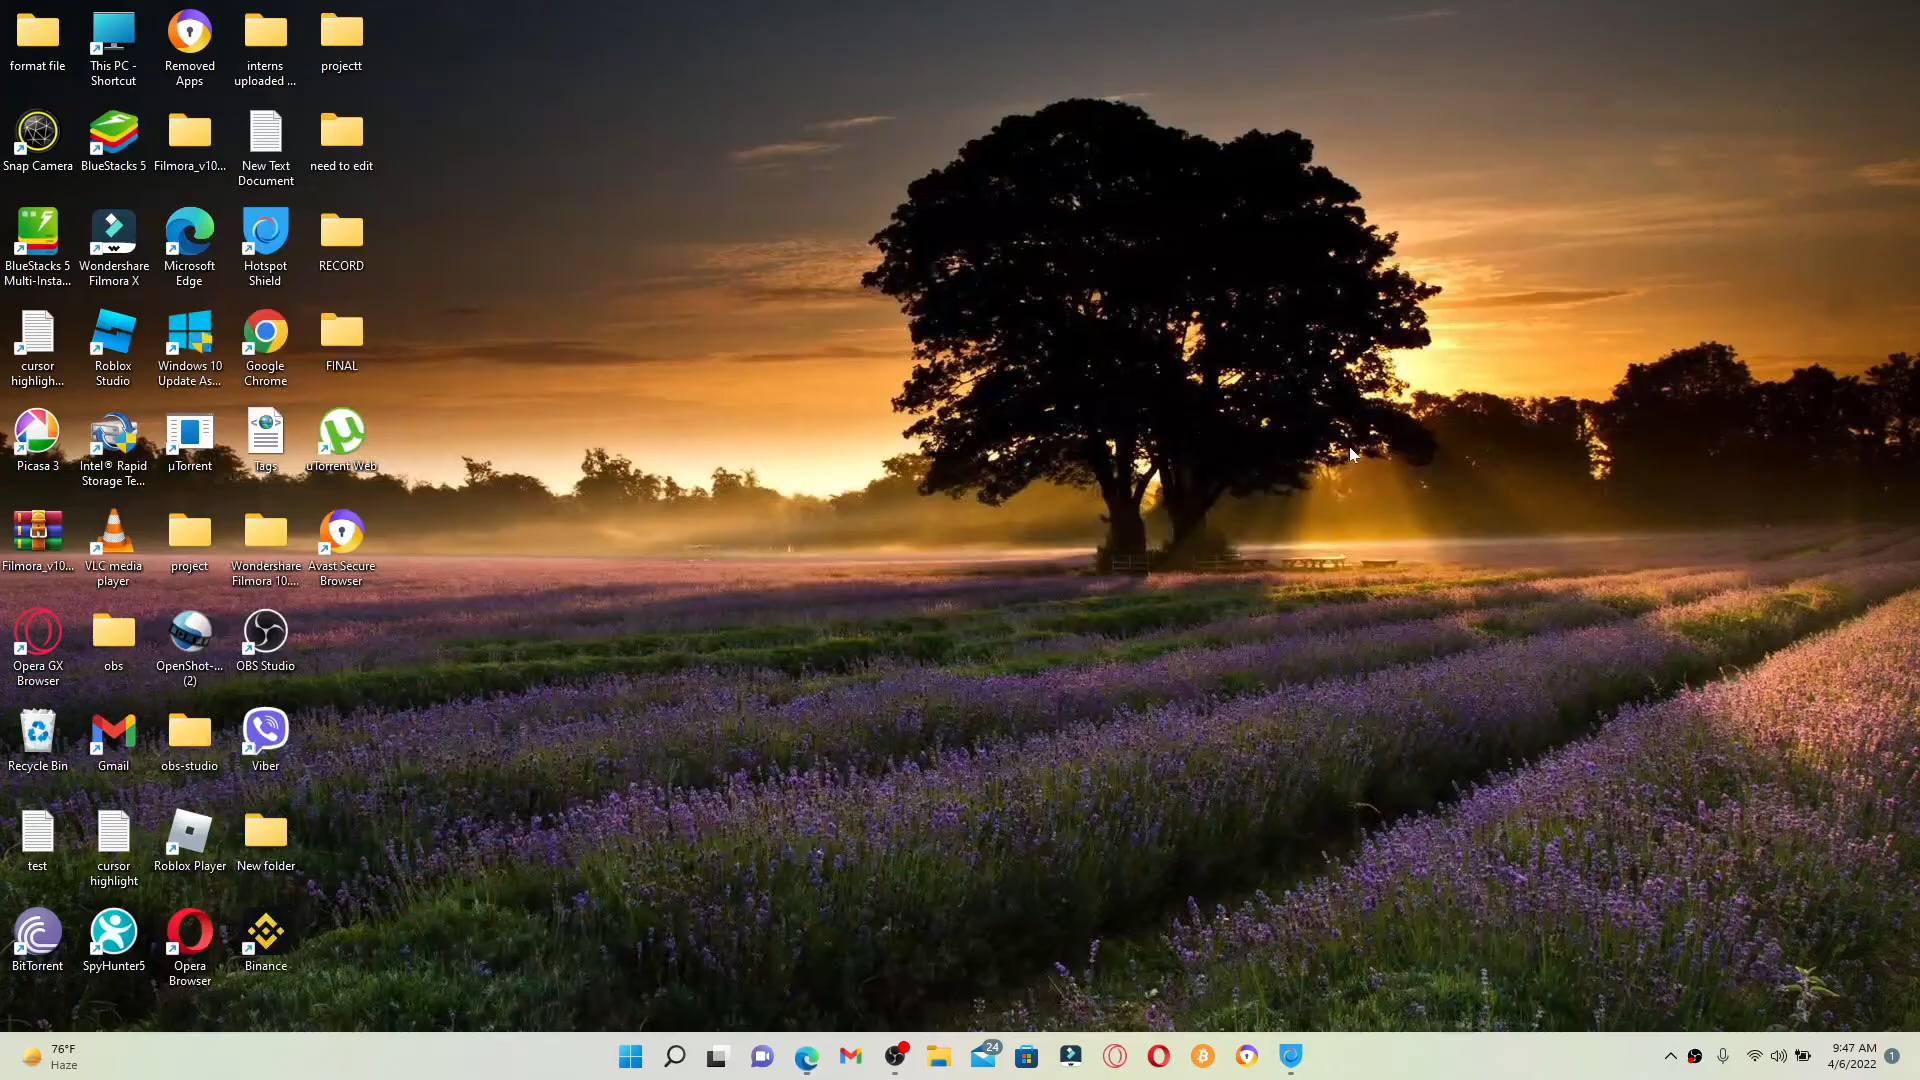 format file
This PC -
Shortcut
Removed
Apps
interns
uploaded ...
projectt
Snap Camera
BlueStacks 5
Filmora_v10...
New Text
Document
need to edit
BlueStacks 5
Multi-Insta...
Wondershare
Filmora X
Microsoft
Edge
Hotspot
Shield
RECORD
cursor
highligh...
Roblox
Studio
Windows 10
Update As...
Google
Chrome
FINAL
Picasa 3
Intel® Rapid
Storage Te...
µTorrent
Tags
uTorrent Web
Filmora_v10...
VLC media
player
project
Wondershare
Filmora 10....
Avast Secure
Browser
Opera GX
Browser
obs
OpenShot-...
(2)
OBS Studio
Recycle Bin
Gmail
obs-studio
Viber
test
cursor
highlight
Roblox Player
New folder
BitTorrent
SpyHunter5
Opera
Browser
Binance
76°F
Haze
24
9:47 AM
4/6/2022
1